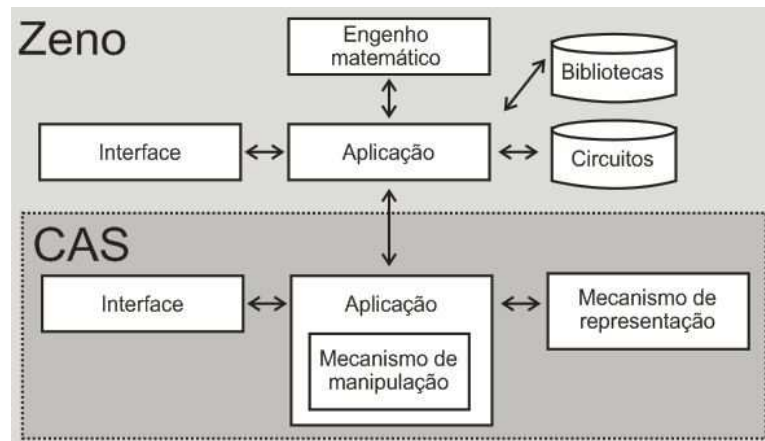 Zeno
Engenho
matemático
Bibliotecas
Interface
Aplicação
Circuitos
CAS
Interface
Aplicação
Mecanismo de
manipulação
Mecanismo de
representação